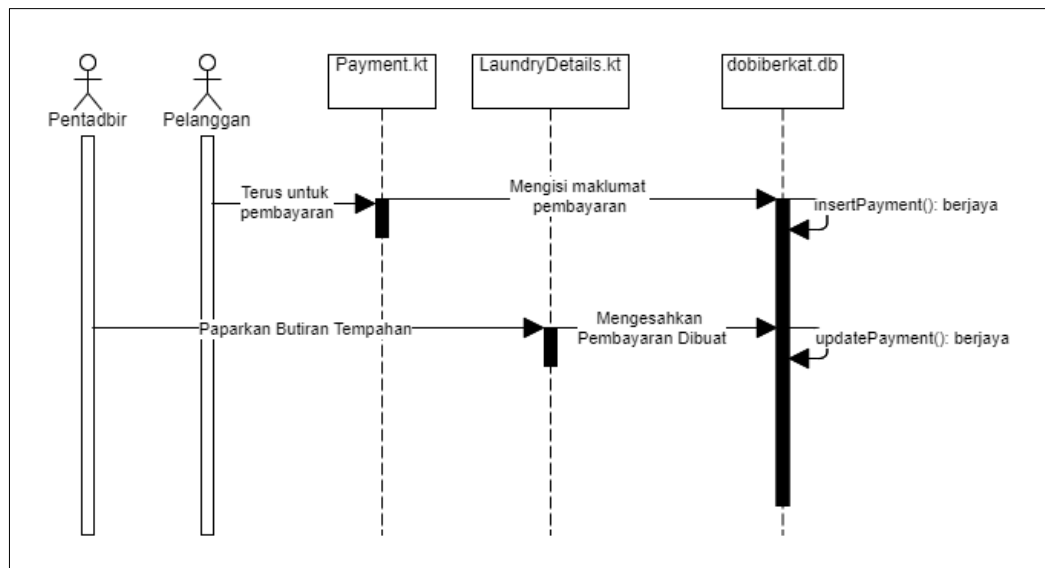 Payment.kt
LaundryDetails.kt
dobiberkat.db
Pentadbir
Pelanggan
Terus untuk
pembayaran
Mengisi maklumat
pembayaran
insertPayment(): berjaya
Paparkan Butiran Tempahan
Mengesahkan
Pembayaran Dibuat
updatePayment(): berjaya